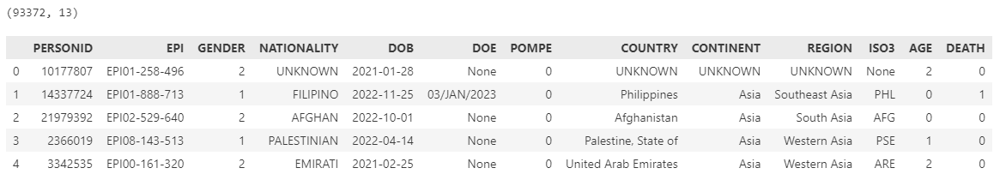 (93372, 13)
PERSONID EPI GENDER NATIONALITY DOB DOE POMPE COUNTRY CONTINENT REGION ISO3 AGE DEATH
0 10177807 EPI01-258-496 2 UNKNOWN 2021-01-28 None 0 UNKNOWN UNKNOWN UNKNOWN None 2 0
1 14337724 EPI01-888-713 1 FILIPINO 2022-11-25 03/JAN/2023 0 Philippines Asia Southeast Asia PHL 0 1
2 21979392 EPI02-529-640 2 AFGHAN 2022-10-01 None 0 Afghanistan Asia South Asia AFG 0 0
3 2366019 EPI08-143-513 1 PALESTINIAN 2022-04-14 None 0 Palestine, State of Asia Western Asia PSE 1 0
4 3342535 EPI00-161-320 2 EMIRATI 2021-02-25 None 0 United Arab Emirates Asia Western Asia ARE 2 0